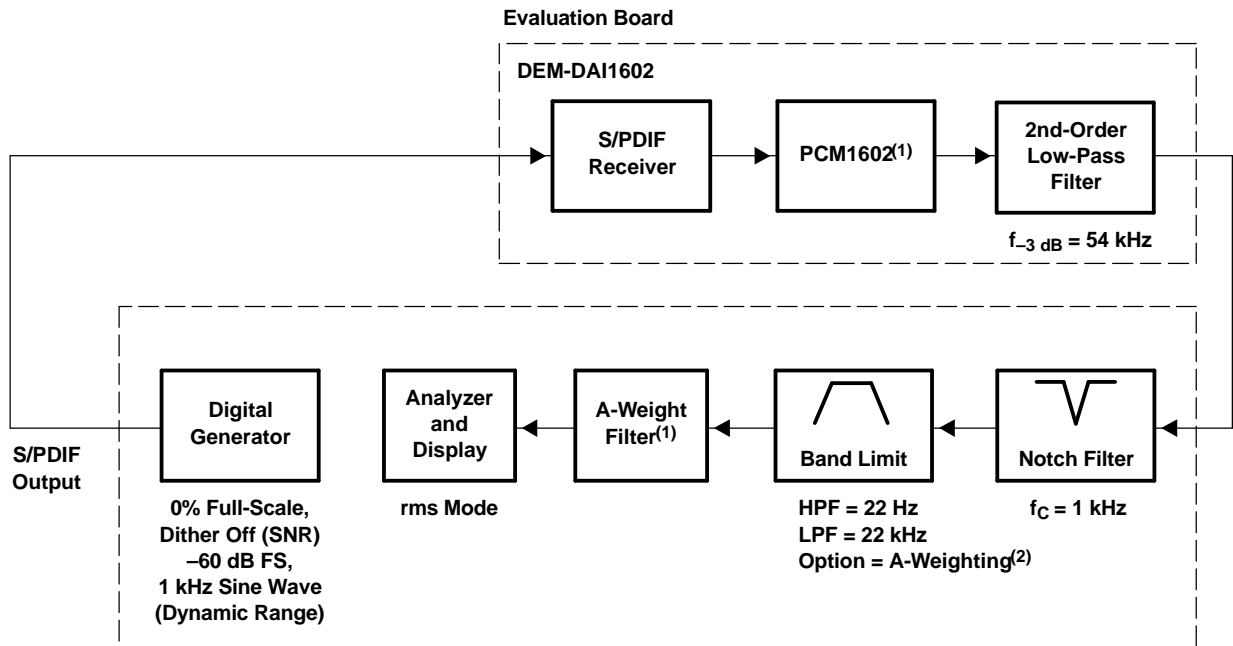 Evaluation Board
DEM-DAI1602
S/PDIF
Receiver
PCM1602(1)
2nd-Order
Low-Pass
Filter
f–3 dB = 54 kHz
Digital
Generator
Analyzer
and
Display
A-Weight
Filter(1)
Band Limit
Notch Filter
S/PDIF
Output
0% Full-Scale,
Dither Off (SNR)
–60 dB FS,
1 kHz Sine Wave
(Dynamic Range)
rms Mode
HPF = 22 Hz
LPF = 22 kHz
Option = A-Weighting(2)
fC = 1 kHz